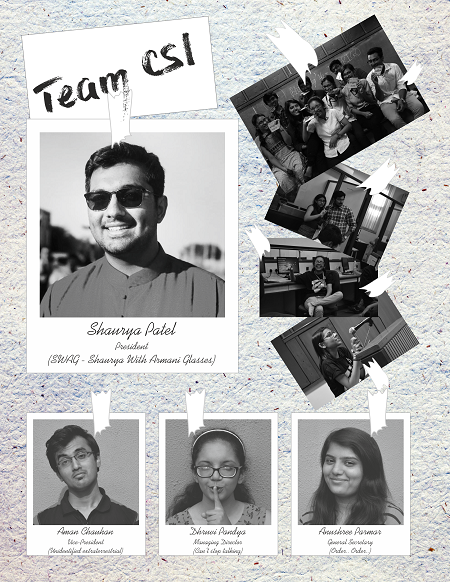 Team CSI
Shaurya Patel
President
(SWAG - Shaurya With Armani Glasses)
Aman Chauhan
Vice-President
(Unidentified extraterrestrial)
Dhruvi Pandya
Managing Director
(Can't stop talking)
Anushree Parmar
General Secretary
(Order.. Order..)